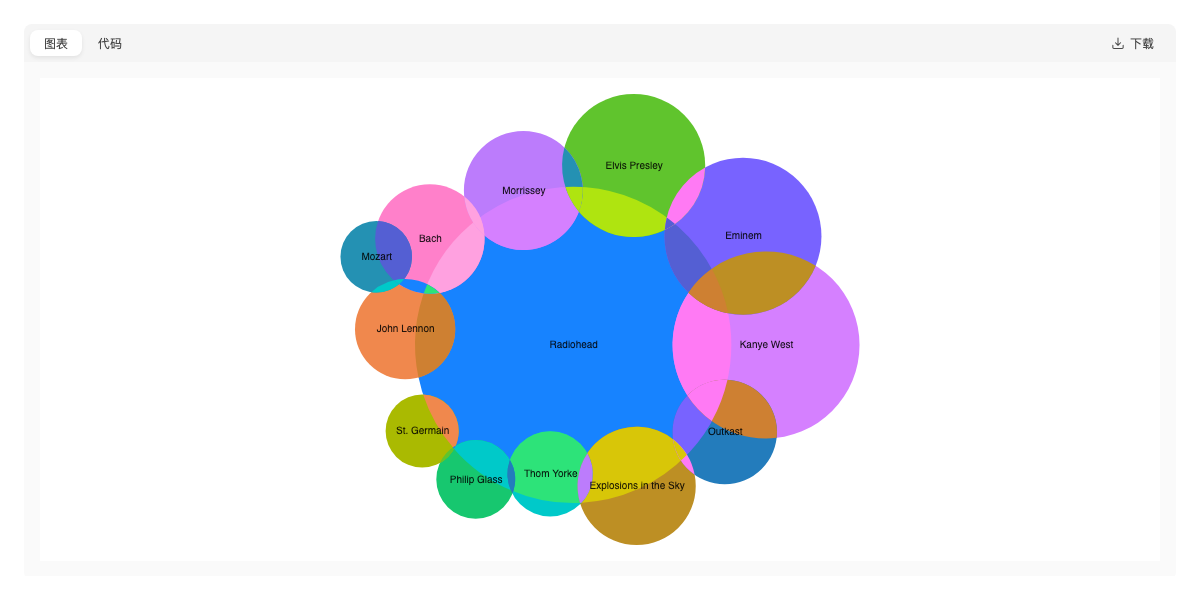 图表
代码
下载
Elvis Presley
Morrissey
Eminem
Bach
Mozart
John Lennon
Radiohead
Kanye West
St. Germain
Outkast
Philip Glass
Thom Yorke
Explosions in the Sky